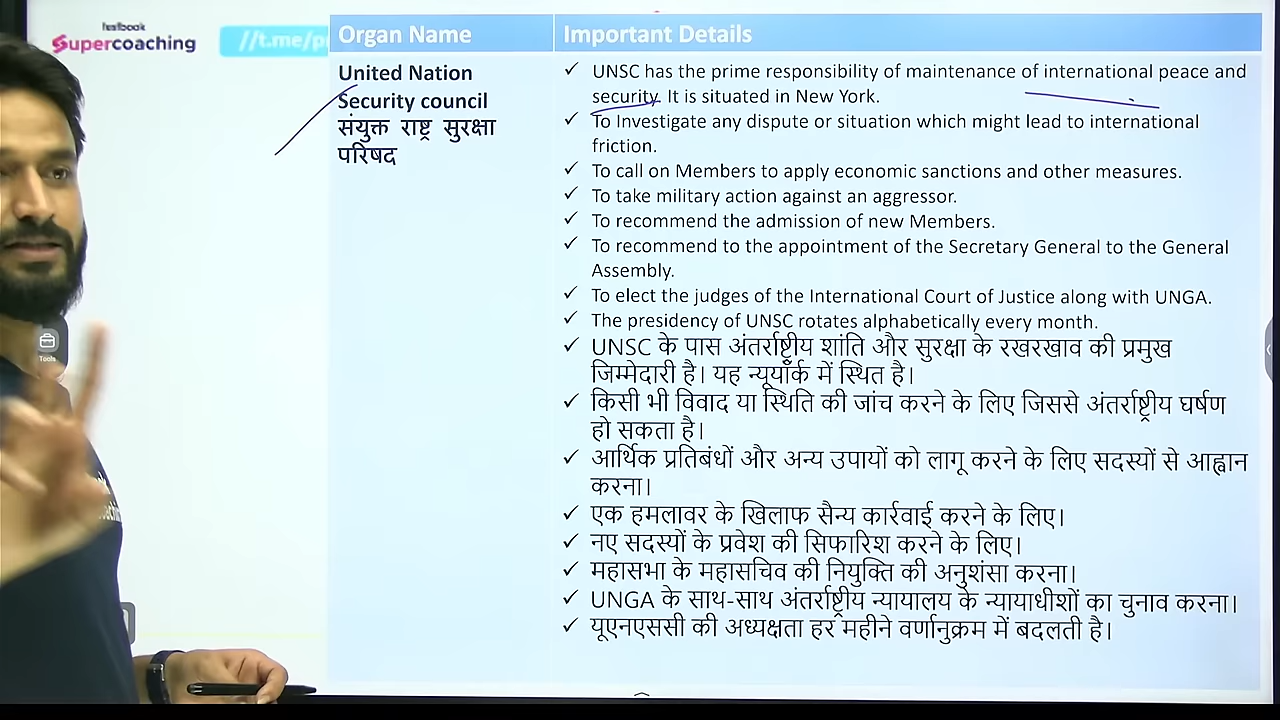 Testbook
Supercoaching
//t.me/pr
Organ Name
Important Details
United Nation
Security council
संयुक्त राष्ट्र सुरक्षा
परिषद
✓ UNSC has the prime responsibility of maintenance of international peace and
security. It is situated in New York.
✓ To Investigate any dispute or situation which might lead to international
friction.
✓ To call on Members to apply economic sanctions and other measures.
✓ To take military action against an aggressor.
✓ To recommend the admission of new Members.
✓ To recommend to the appointment of the Secretary General to the General
Assembly.
✓ To elect the judges of the International Court of Justice along with UNGA.
✓ The presidency of UNSC rotates alphabetically every month.
✓ UNSC के पास अंतर्राष्ट्रीय शांति और सुरक्षा के रखरखाव की प्रमुख
जिम्मेदारी है। यह न्यूयॉर्क में स्थित है।
✓ किसी भी विवाद या स्थिति की जांच करने के लिए जिससे अंतर्राष्ट्रीय घर्षण
हो सकता है।
✓ आर्थिक प्रतिबंधों और अन्य उपायों को लागू करने के लिए सदस्यों से आह्वान
करना।
✓ एक हमलावर के खिलाफ सैन्य कार्रवाई करने के लिए।
✓ नए सदस्यों के प्रवेश की सिफारिश करने के लिए।
✓ महासभा के महासचिव की नियुक्ति की अनुशंसा करना।
✓ UNGA के साथ-साथ अंतर्राष्ट्रीय न्यायालय के न्यायाधीशों का चुनाव करना।
✓ यूएनएससी की अध्यक्षता हर महीने वर्णानुक्रम में बदलती है।
Tools